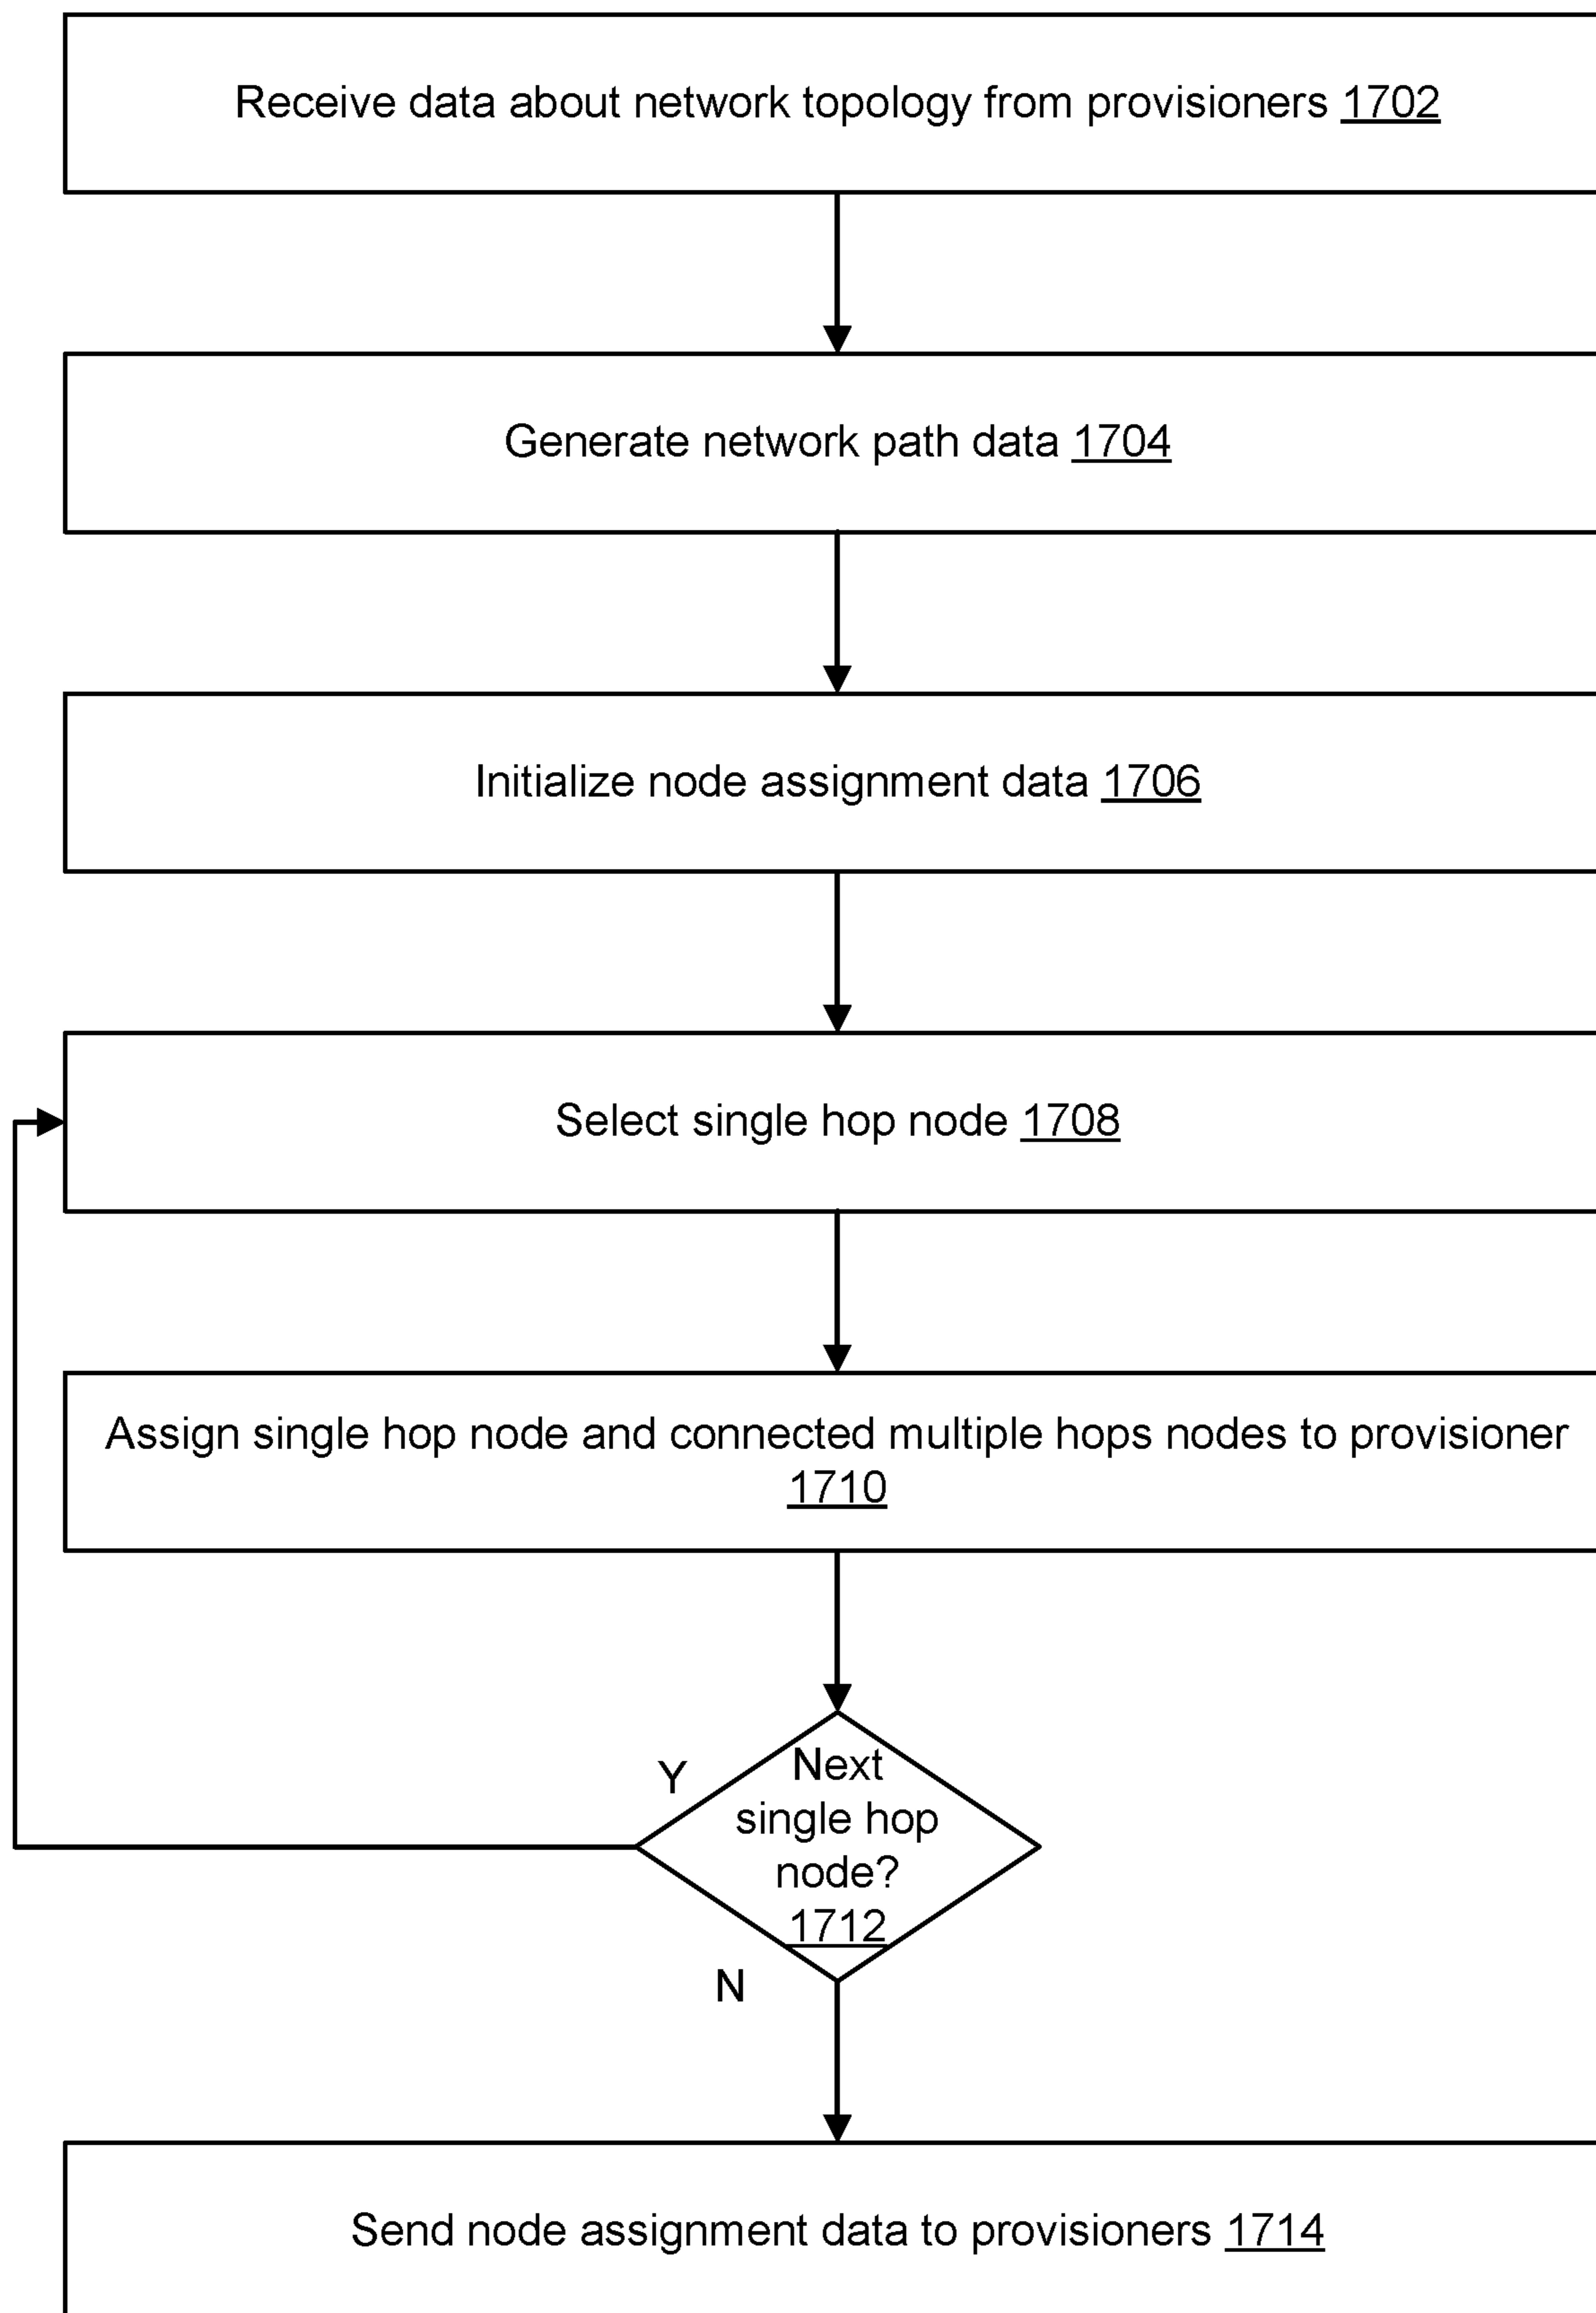 Receive data about network topology from provisioners 1702
Generate network path data 1704
Initialize node assignment data 1706
Select single hop node 1708
Assign single hop node and connected multiple hops nodes to provisioner
1710
Y
Next
single hop
node?
1712
N
Send node assignment data to provisioners 1714